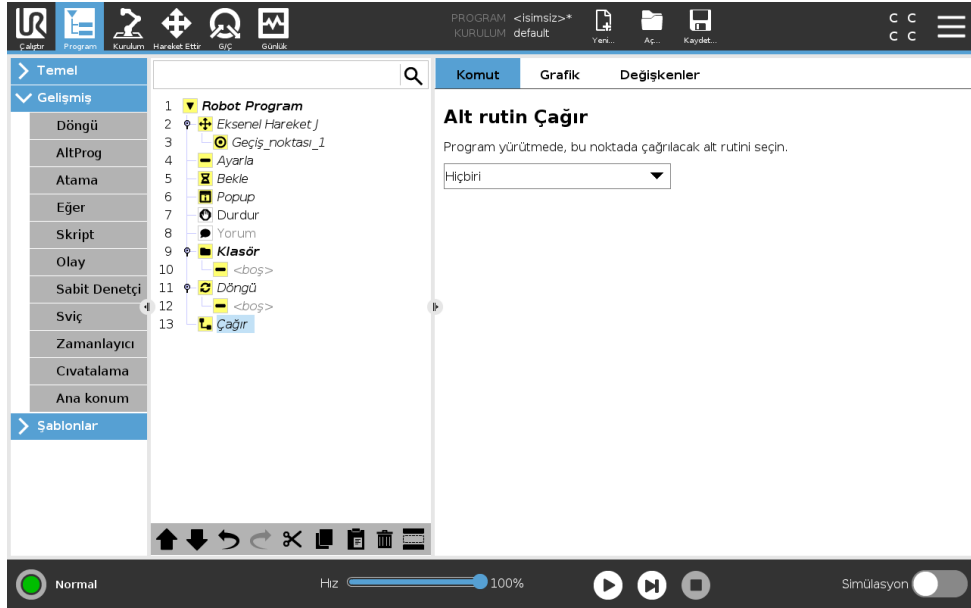 PROGRAM <isimsiz>*
KURULUM default
Çalıştır Program Kurulum Hareket Ettir G/Ç Günlük Yeni... Aç... Kaydet...
C C
C C
Temel
Gelişmiş
Döngü
AltProg
Atama
Eğer
Skript
Olay
Sabit Denetçi
Sviç
Zamanlayıcı
Cıvatalama
Ana konum
Şablonlar
1 Robot Program
2 Eksenel Hareket J
3 Geçiş_noktası_1
4 Ayarla
5 Bekle
6 Popup
7 Durdur
8 Yorum
9 Klasör
10 <boş>
11 Döngü
12 <boş>
13 Çağır
Komut Grafik Değişkenler
Alt rutin Çağır
Program yürütmede, bu noktada çağrılacak alt rutini seçin.
Hiçbiri
Normal Hız 100% Simülasyon